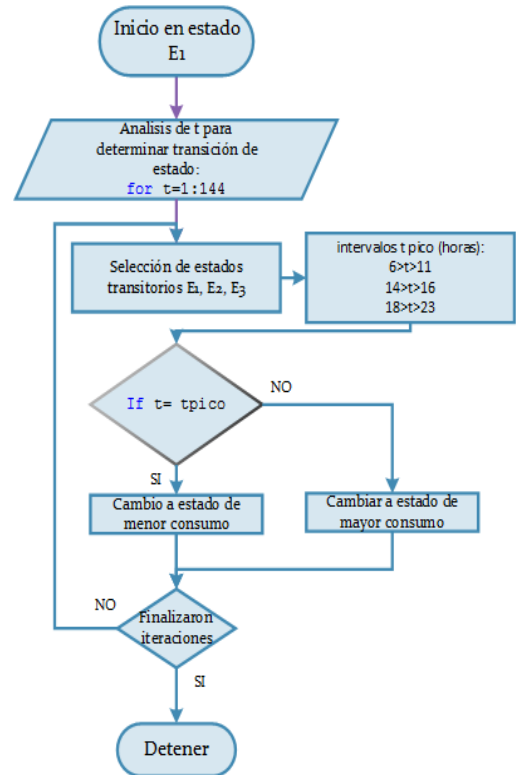 Inicio en estado
E1
Analisis de t para
determinar transición de
estado:
for t=1:144
Selección de estados
transitorios E1, E2, E3
intervalos t pico (horas):
6>t>11
14>t>16
18>t>23
If t= tpico
NO
SI
Cambio a estado de
menor consumo
Cambiar a estado de
mayor consumo
NO
Finalizaron
iteraciones
SI
Detener